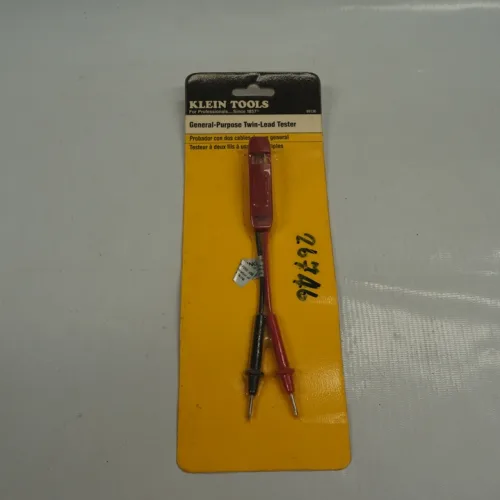 KLEIN TOOLS
For Professionals... Since 1857
General-Purpose Twin-Lead Tester
Probador con dos cables general
Testeur à deux fils à
26746